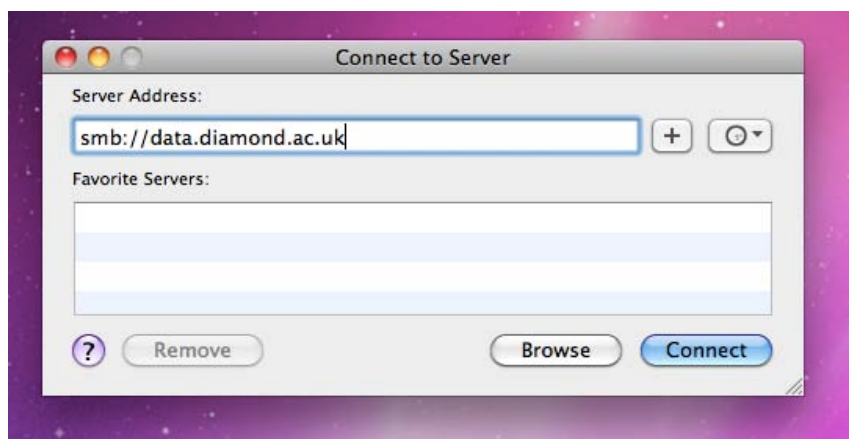 Connect to Server
Server Address:
smb://data.diamond.ac.uk
+
Favorite Servers:
? Remove Browse Connect